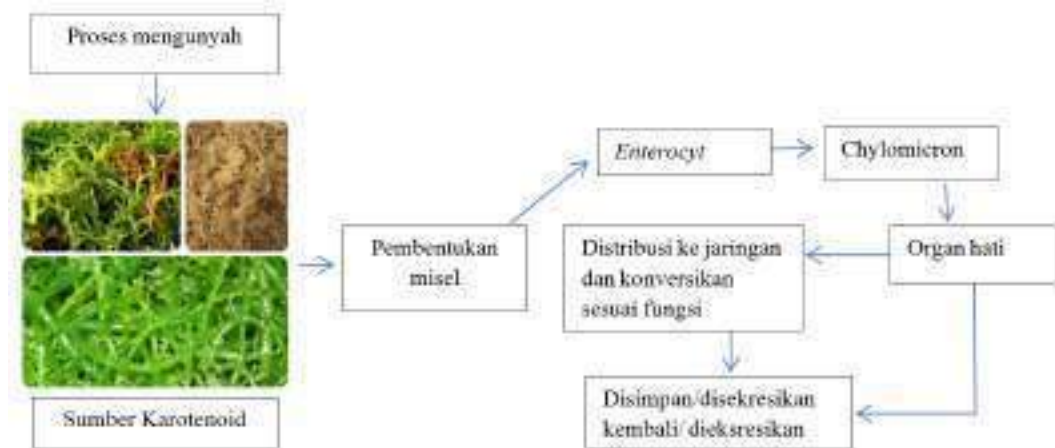 Proses mengunyah
Sumber Karotenoid
Pembentukan
misel
Enterocyt
Chylomicron
Organ hati
Distribusi ke jaringan
dan konversikan
sesuai fungsi
Disimpan/disekresikan
kembali/ dieksresikan